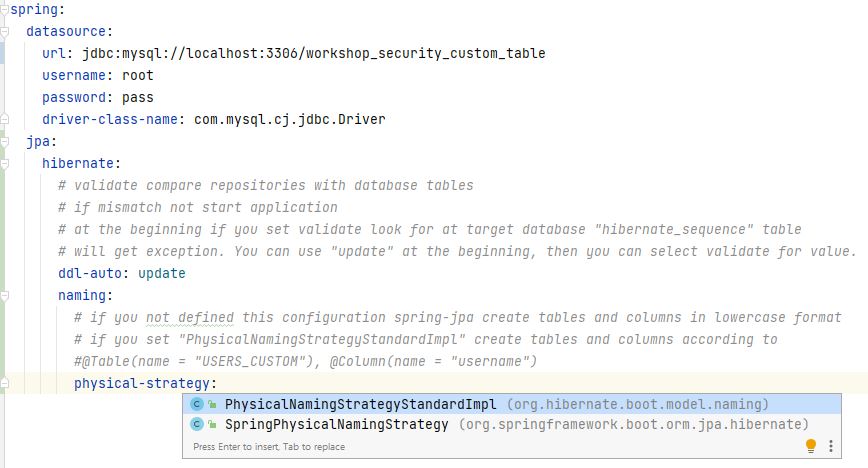 spring:
datasource:
url: jdbc:mysql://localhost:3306/workshop_security_custom_table
username: root
password: pass
driver-class-name: com.mysql.cj.jdbc.Driver
jpa:
hibernate:
# validate compare repositories with database tables
# if mismatch not start application
# at the beginning if you set validate look for at target database "hibernate_sequence" table
# will get exception. You can use "update" at the beginning, then you can select validate for value.
ddl-auto: update
naming:
# if you not defined this configuration spring-jpa create tables and columns in lowercase format
# if you set "PhysicalNamingStrategyStandardImpl" create tables and columns according to
#@Table(name = "USERS_CUSTOM"), @Column(name = "username")
physical-strategy:
C PhysicalNamingStrategyStandardImpl (org.hibernate.boot.model.naming)
C SpringPhysicalNamingStrategy (org.springframework.boot.orm.jpa.hibernate)
Press Enter to insert, Tab to replace